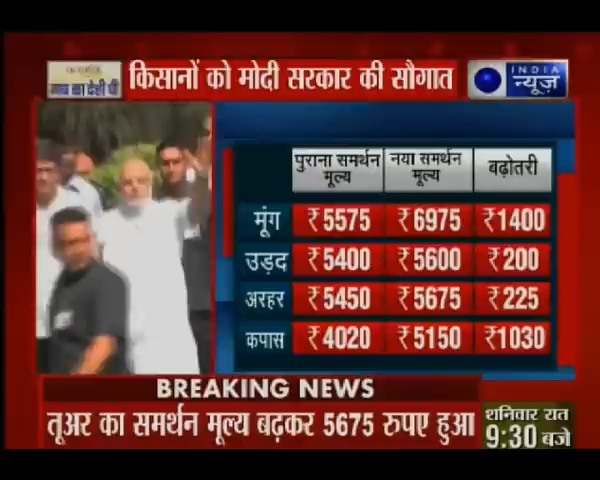 गाय का देसी घी
किसानों को मोदी सरकार की सौगात
INDIA
न्यूज़
पुराना समर्थन मूल्य नया समर्थन मूल्य बढ़ोतरी
मूंग ₹5575 ₹6975 ₹1400
उड़द ₹5400 ₹5600 ₹200
अरहर ₹5450 ₹5675 ₹225
कपास ₹4020 ₹5150 ₹1030
BREAKING NEWS
तूअर का समर्थन मूल्य बढ़कर 5675 रुपए हुआ
शनिवार रात
9:30 बजे